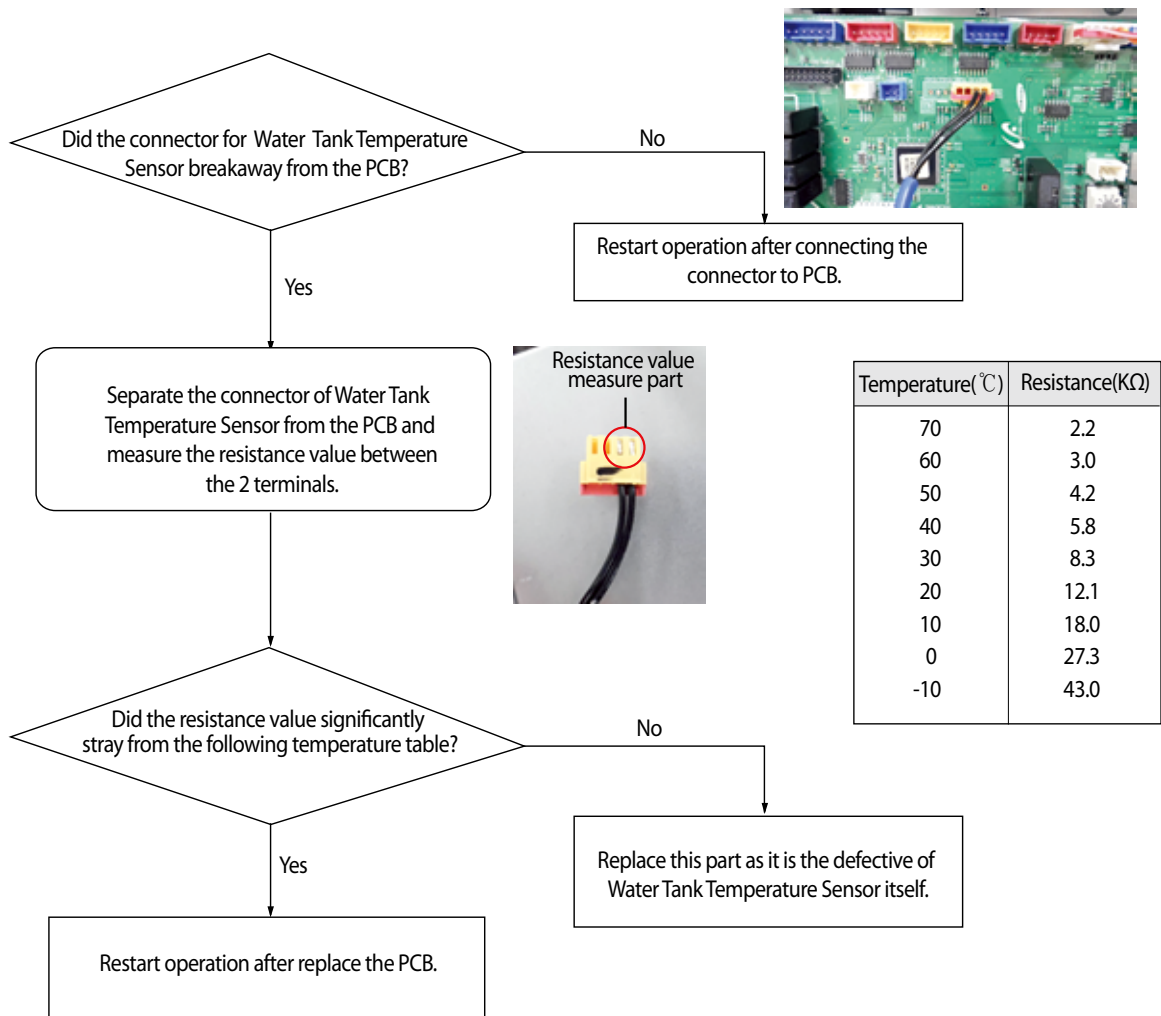 Did the connector for Water Tank Temperature
Sensor breakaway from the PCB?
No
Restart operation after connecting the
connector to PCB.
Yes
Separate the connector of Water Tank
Temperature Sensor from the PCB and
measure the resistance value between
the 2 terminals.
Resistance value
measure part
Temperature(℃) Resistance(KΩ)
70 2.2
60 3.0
50 4.2
40 5.8
30 8.3
20 12.1
10 18.0
0 27.3
-10 43.0
Did the resistance value significantly
stray from the following temperature table?
No
Replace this part as it is the defective of
Water Tank Temperature Sensor itself.
Yes
Restart operation after replace the PCB.